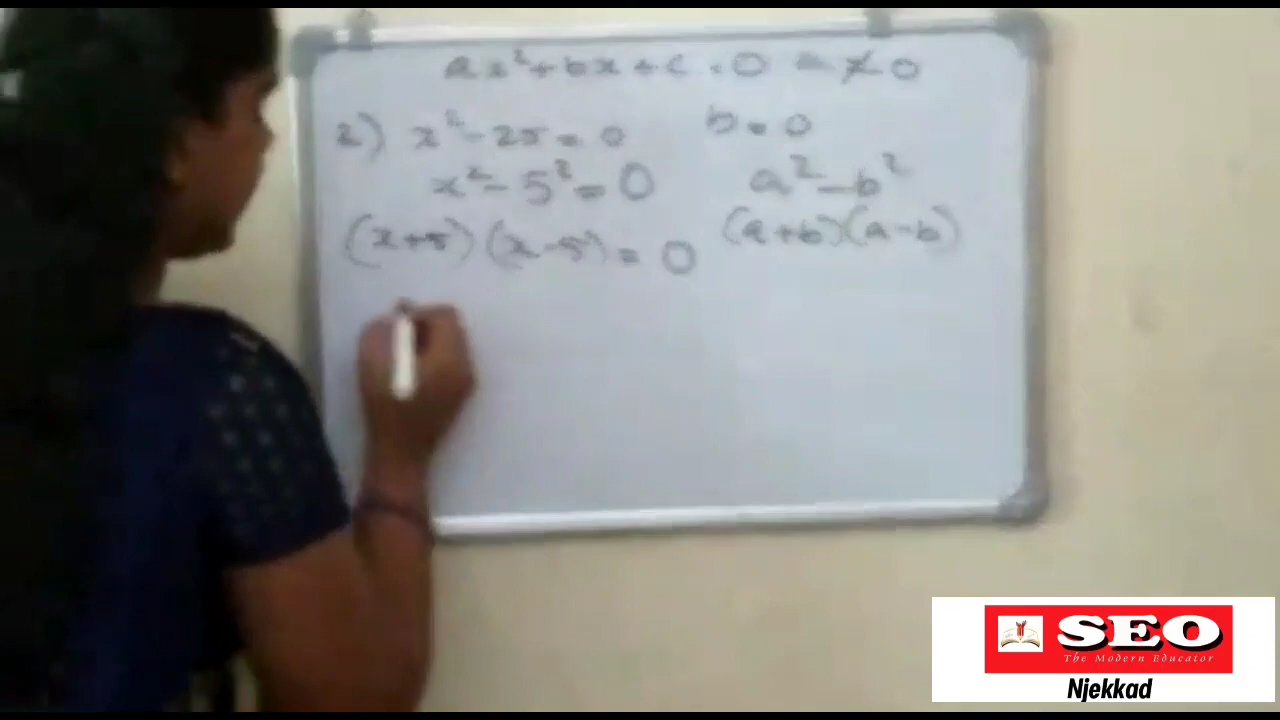 ax²+bx+c=0 a≠0
2) x²-25=0 b=0
x²-5²=0 a²-b²
(x+5)(x-5)=0 (a+b)(a-b)
SEO
The Modern Educator
Njekkad